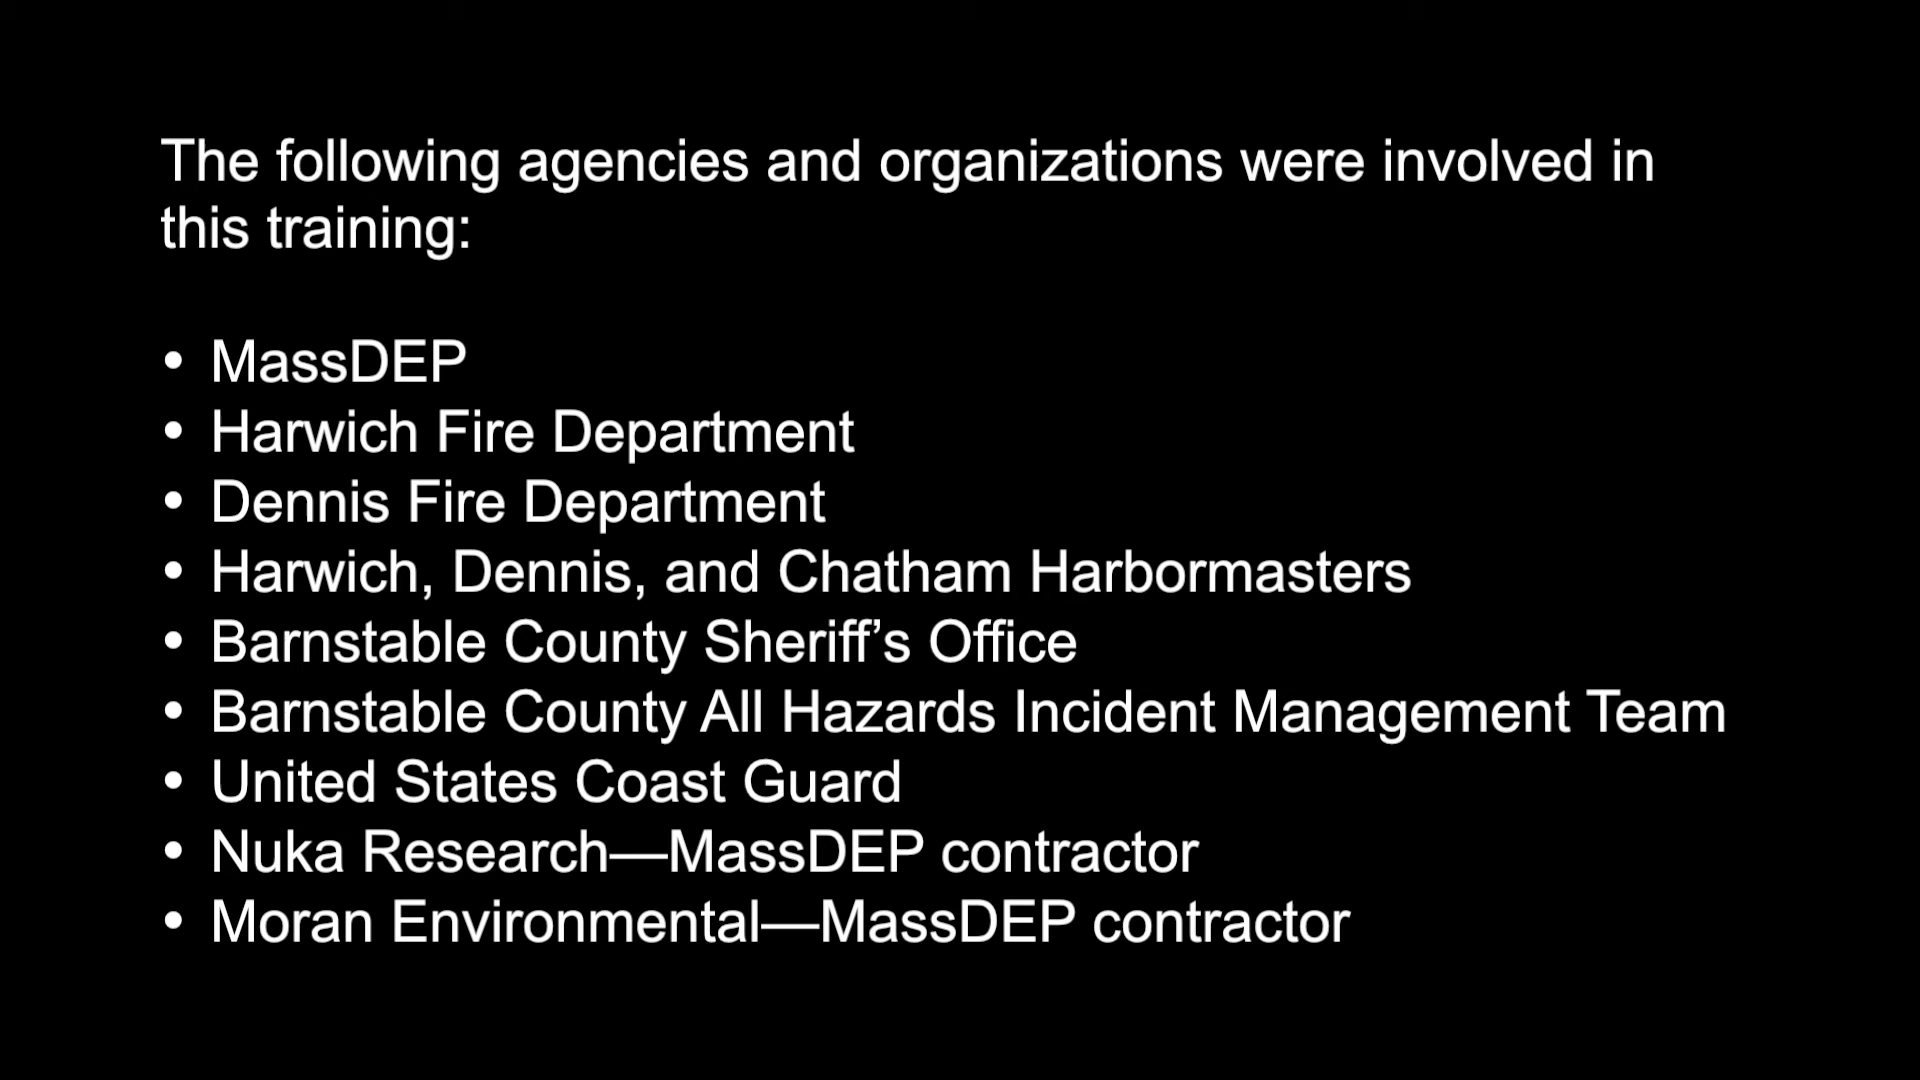 The following agencies and organizations were involved in
this training:
• MassDEP
• Harwich Fire Department
• Dennis Fire Department
• Harwich, Dennis, and Chatham Harbormasters
• Barnstable County Sheriff’s Office
• Barnstable County All Hazards Incident Management Team
• United States Coast Guard
• Nuka Research—MassDEP contractor
• Moran Environmental—MassDEP contractor